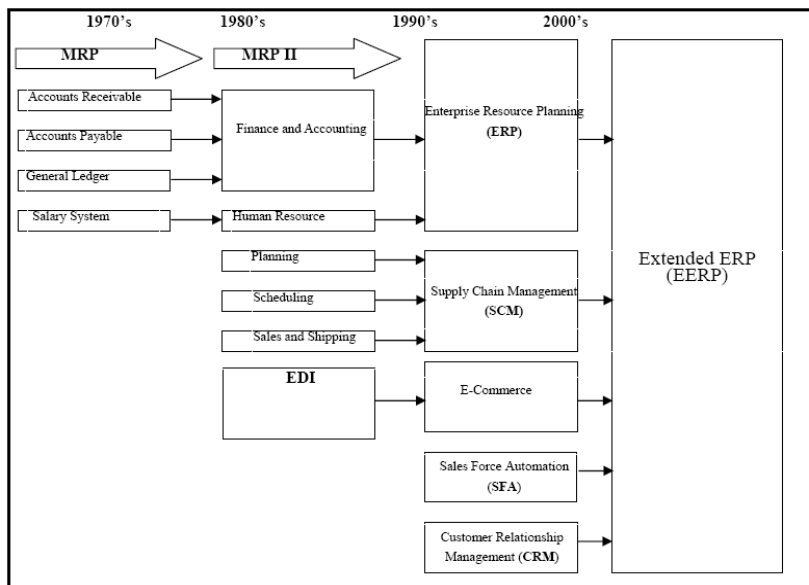 1970's
1980's
1990's
2000's
MRP
MRP II
Accounts Receivable
Accounts Payable
General Ledger
Salary System
Finance and Accounting
Human Resource
Planning
Scheduling
Sales and Shipping
EDI
Enterprise Resource Planning
(ERP)
Supply Chain Management
(SCM)
E-Commerce
Sales Force Automation
(SFA)
Customer Relationship
Management (CRM)
Extended ERP
(EERP)